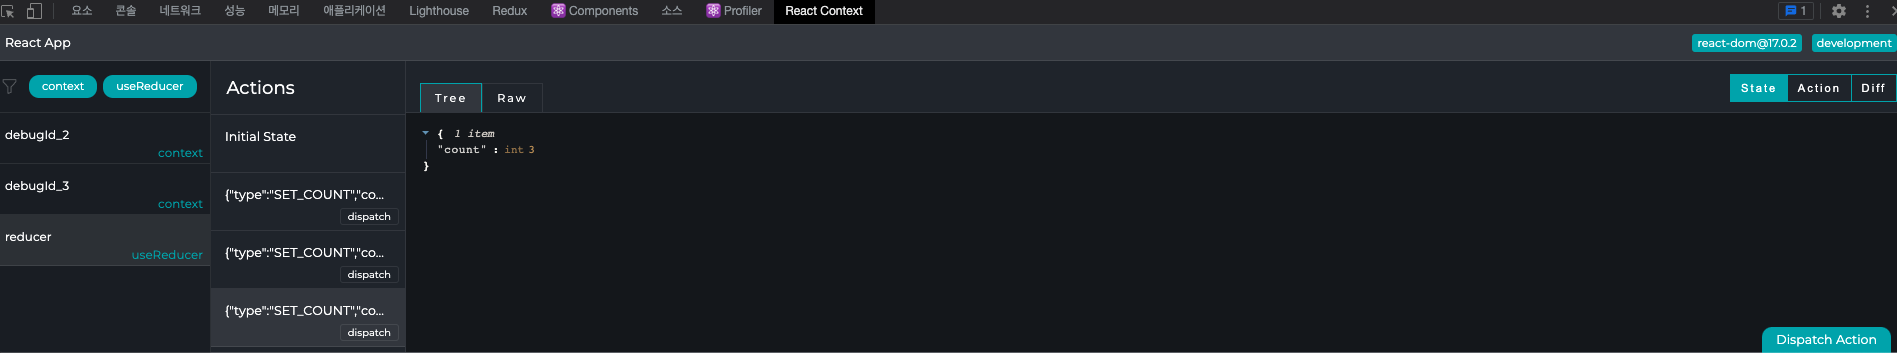 요소 콘솔 네트워크 성능 메모리 애플리케이션 Lighthouse Redux Components 소스 Profiler React Context 1
React App react-dom@17.0.2 development
context useReducer
Actions
Tree Raw
State Action Diff
debugId_2
context
debugId_3
context
reducer
useReducer
Initial State
{"type":"SET_COUNT","co...
dispatch
{"type":"SET_COUNT","co...
dispatch
{"type":"SET_COUNT","co...
dispatch
{ 1 item
"count" : int 3
}
Dispatch Action